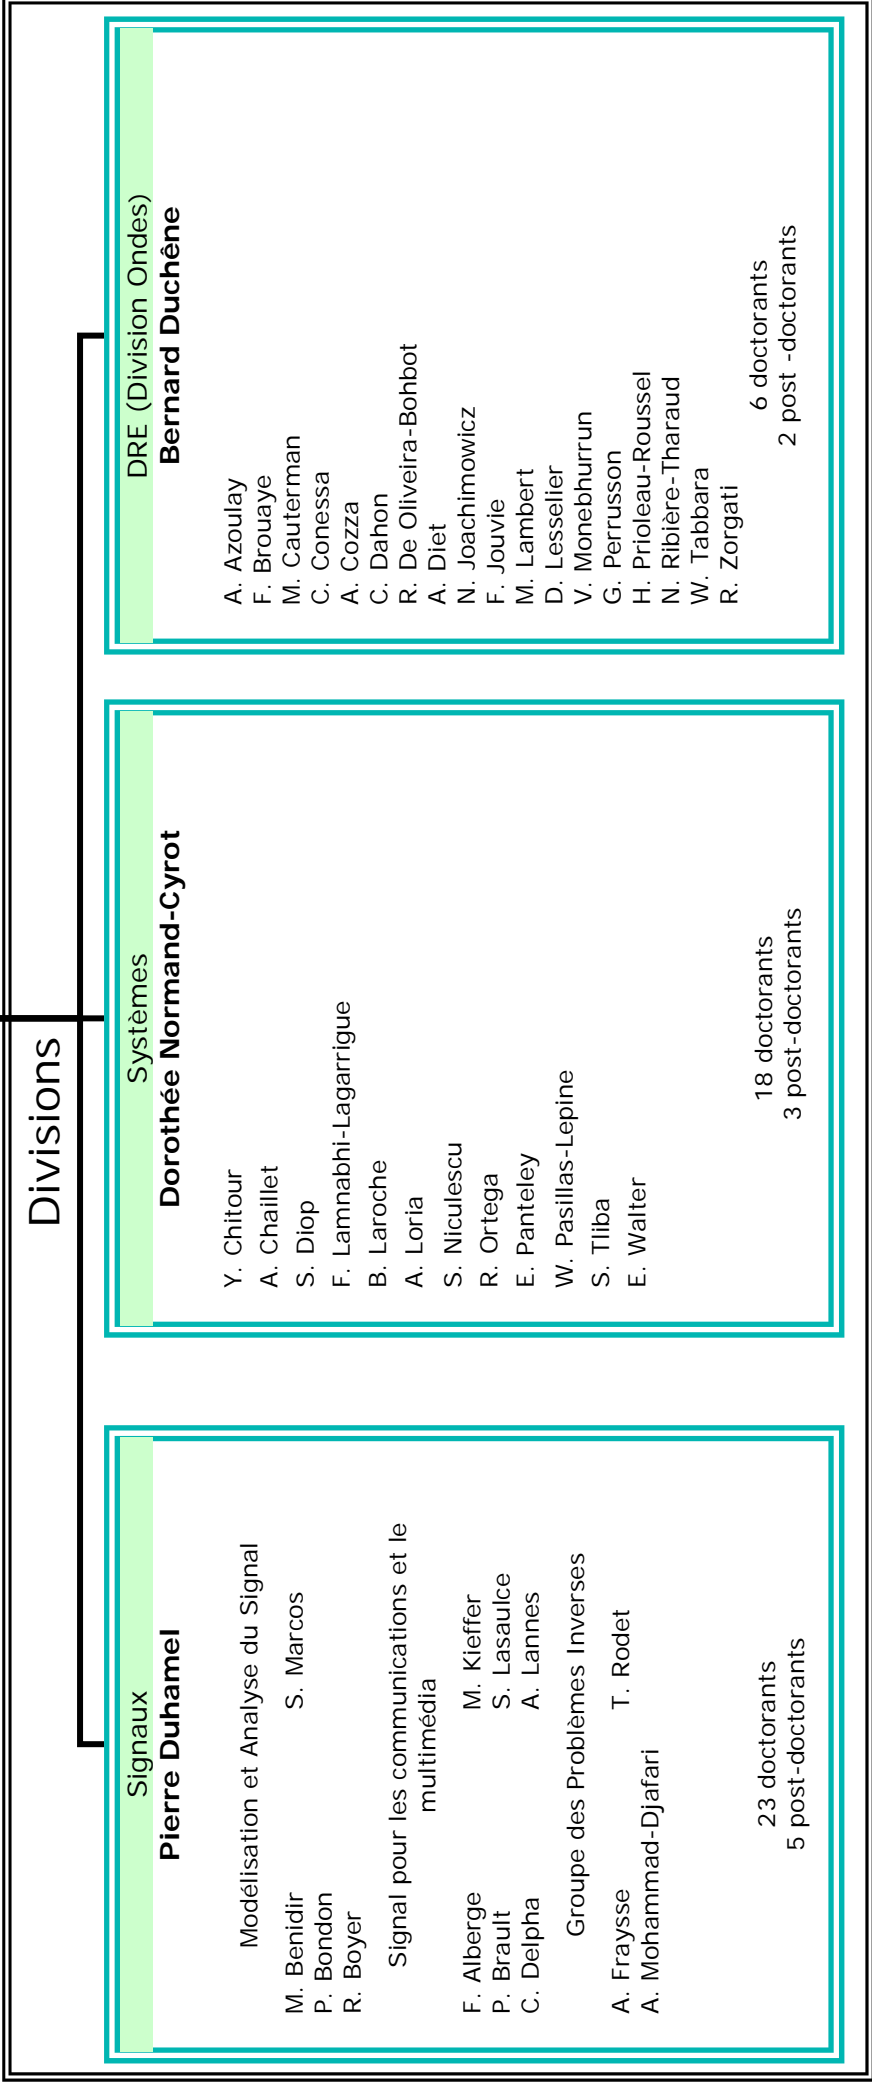 Divisions
Signaux
Pierre Duhamel
Modélisation et Analyse du Signal
M. Benidir S. Marcos
P. Bondon
R. Boyer
Signal pour les communications et le
multimédia
F. Alberge M. Kieffer
P. Brault S. Lasaulce
C. Delpha A. Lannes
Groupe des Problèmes Inverses
A. Fraysse T. Rodet
A. Mohammad-Djafari
23 doctorants
5 post-doctorants
Systèmes
Dorothée Normand-Cyrot
Y. Chitour
A. Chaillet
S. Diop
F. Lamnabhi-Lagarrigue
B. Laroche
A. Loria
S. Niculescu
R. Ortega
E. Panteley
W. Pasillas-Lepine
S. Tliba
E. Walter
18 doctorants
3 post-doctorants
DRE (Division Ondes)
Bernard Duchêne
A. Azoulay
F. Brouaye
M. Cauterman
C. Conessa
A. Cozza
C. Dahon
R. De Oliveira-Bohbot
A. Diet
N. Joachimowicz
F. Jouvie
M. Lambert
D. Lesselier
V. Monebhurrun
G. Perrusson
H. Prioleau-Roussel
N. Ribière-Tharaud
W. Tabbara
R. Zorgati
6 doctorants
2 post -doctorants